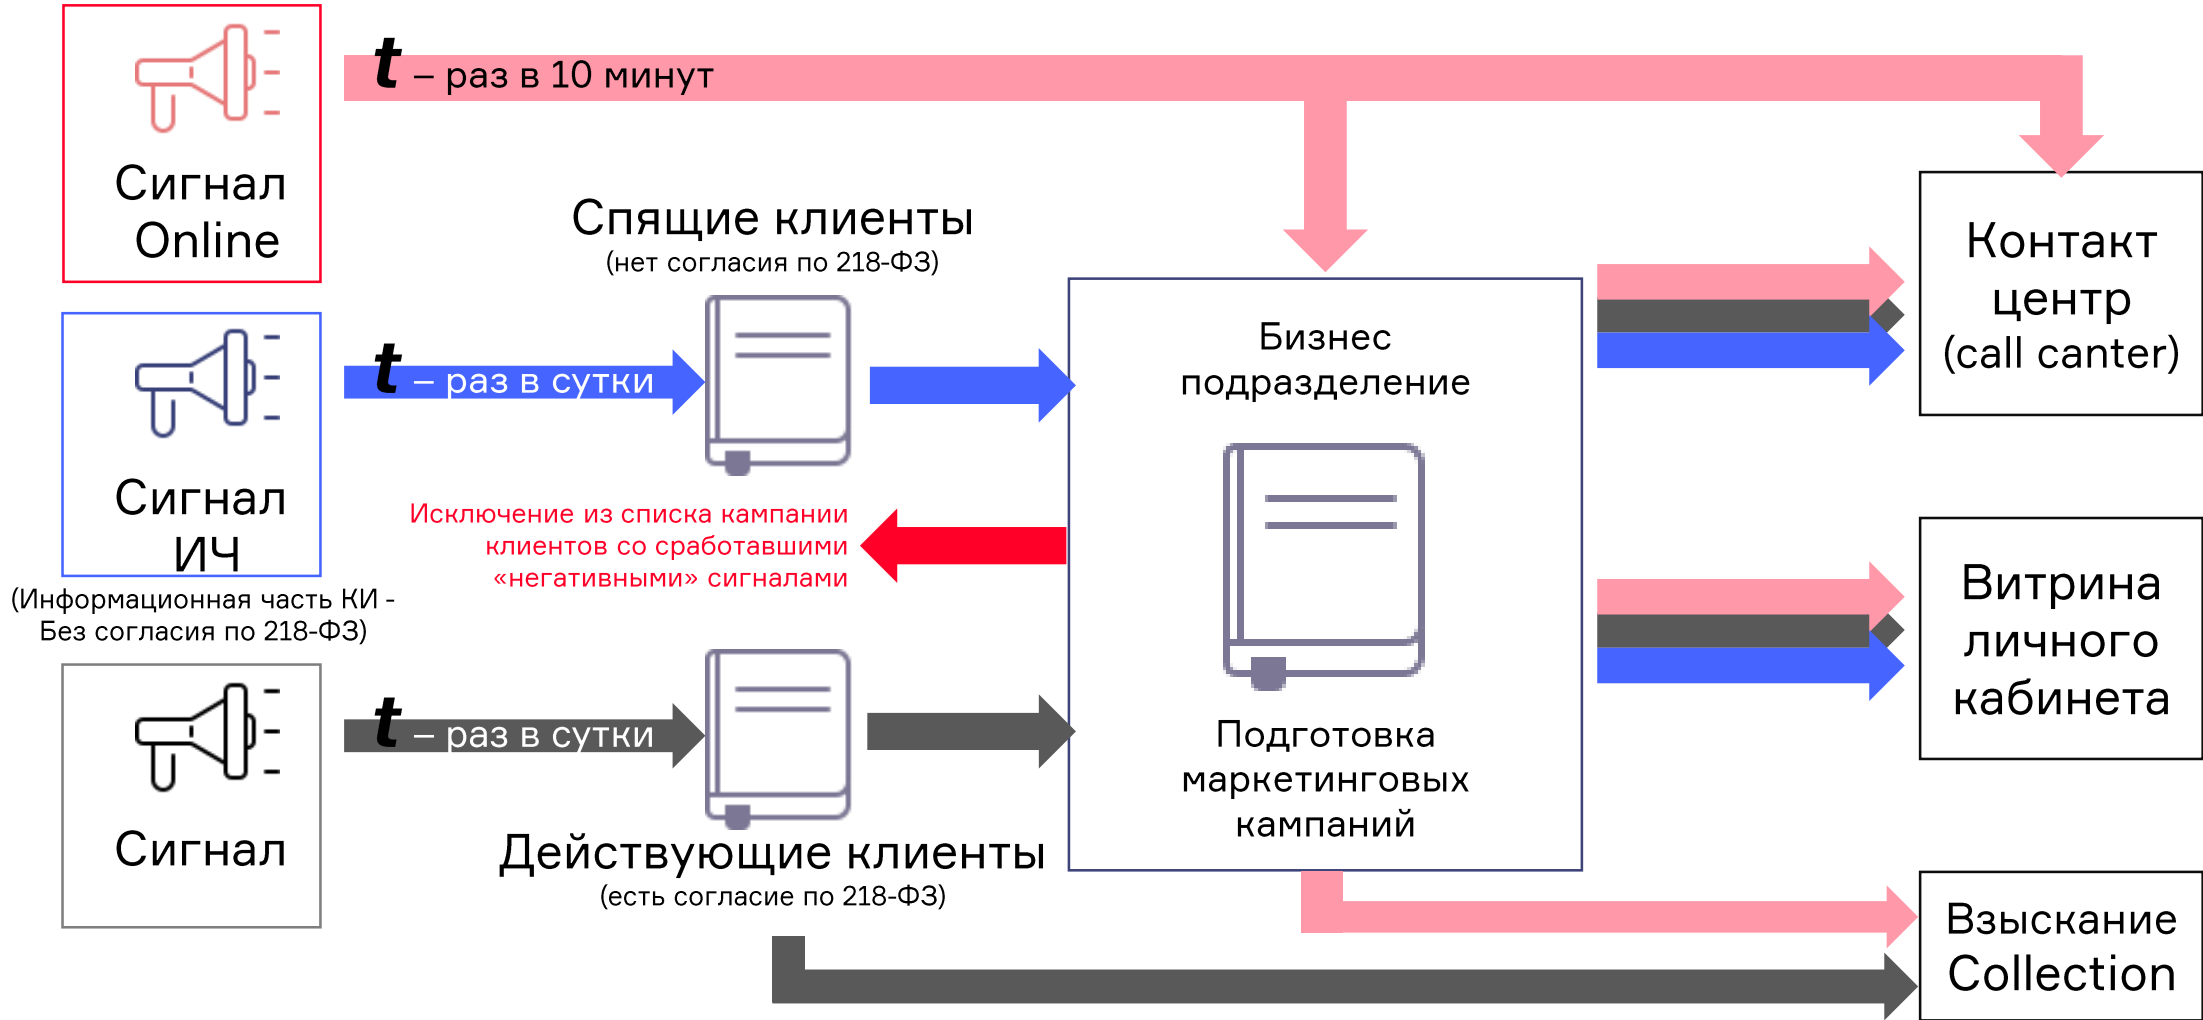 t – раз в 10 минут
Сигнал
Online
Спящие клиенты
(нет согласия по 218-ФЗ)
t – раз в сутки
Сигнал
ИЧ
(Информационная часть КИ -
Без согласия по 218-ФЗ)
Исключение из списка кампании
клиентов со сработавшими
«негативными» сигналами
t – раз в сутки
Сигнал
Действующие клиенты
(есть согласие по 218-ФЗ)
Бизнес
подразделение
Подготовка
маркетинговых
кампаний
Контакт
центр
(call canter)
Витрина
личного
кабинета
Взыскание
Collection